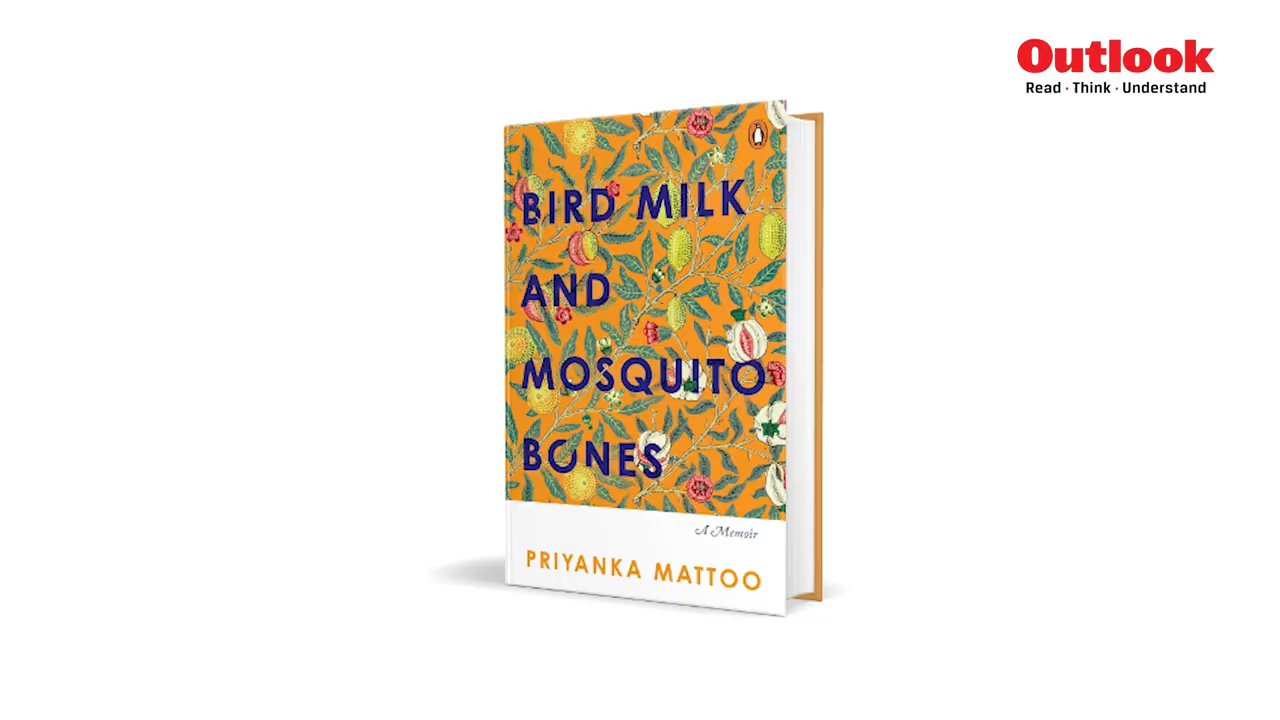 Outlook
Read · Think · Understand
BIRD MILK
AND
MOSQUITO
BONES
A Memoir
PRIYANKA MATTOO